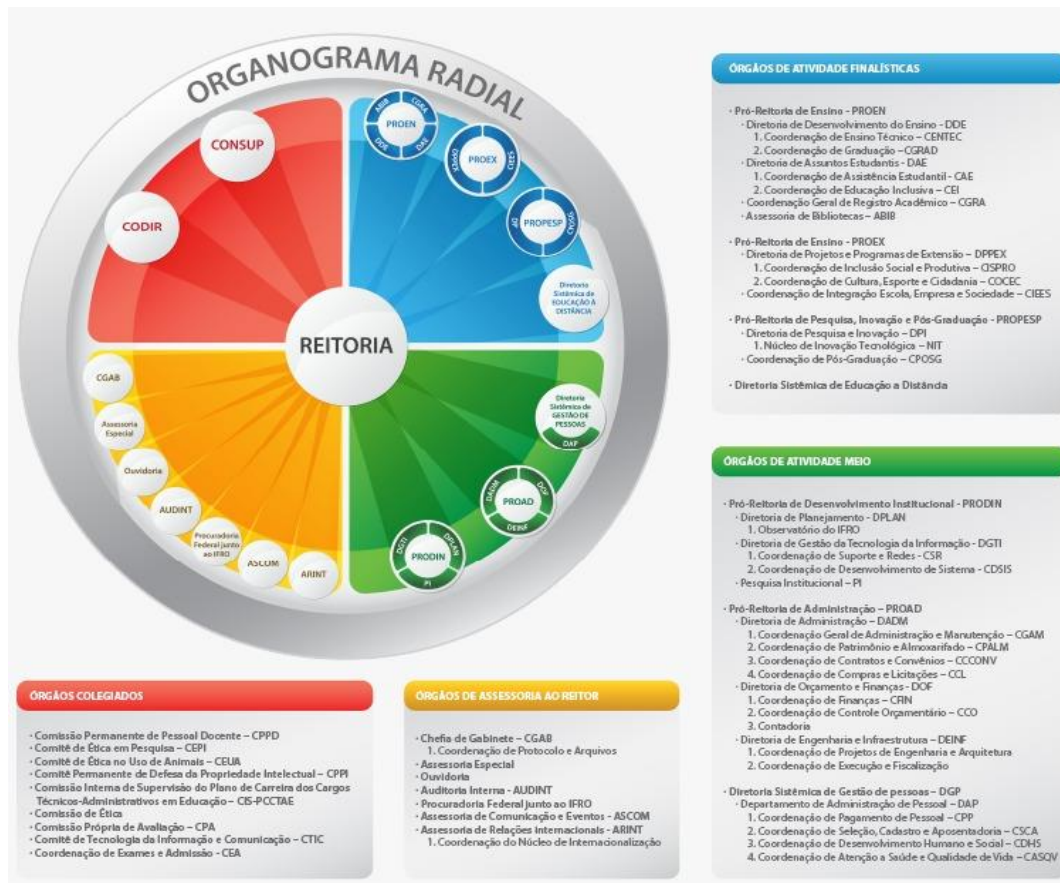 ORGANOGRAMA RADIAL
CONSUP
CODIR
REITORIA
ABIB
CGRA
PROEN
DDE
DAE
DPPEX
PROEX
CIEES
DPI
PROPESP
CPOSG
Diretoria
Sistêmica de
EDUCAÇÃO À
DISTÂNCIA
Diretoria
Sistêmica de
GESTÃO DE
PESSOAS
DAP
DADM
PROAD
DOF
DEINF
DGTI
PRODIN
DPLAN
PI
CGAB
Assessoria
Especial
Ouvidoria
AUDINT
Procuradoria
Federal junto
ao IFRO
ASCOM
ARINT
ÓRGÃOS DE ATIVIDADE FINALÍSTICAS
· Pró-Reitoria de Ensino - PROEN
· Diretoria de Desenvolvimento do Ensino - DDE
1. Coordenação de Ensino Técnico – CENTEC
2. Coordenação de Graduação –CGRAD
· Diretoria de Assuntos Estudantis - DAE
1. Coordenação de Assistência Estudantil - CAE
2. Coordenação de Educação Inclusiva – CEI
· Coordenação Geral de Registro Acadêmico – CGRA
· Assessoria de Bibliotecas – ABIB
· Pró-Reitoria de Ensino - PROEX
· Diretoria de Projetos e Programas de Extensão – DPPEX
1. Coordenação de Inclusão Social e Produtiva – CISPRO
2. Coordenação de Cultura, Esporte e Cidadania – COCEC
· Coordenação de Integração Escola, Empresa e Sociedade – CIEES
· Pró-Reitoria de Pesquisa, Inovação e Pós-Graduação - PROPESP
· Diretoria de Pesquisa e Inovação – DPI
1. Núcleo de Inovação Tecnológica – NIT
· Coordenação de Pós-Graduação – CPOSG
· Diretoria Sistêmica de Educação a Distância
ÓRGÃOS DE ATIVIDADE MEIO
· Pró-Reitoria de Desenvolvimento Institucional - PRODIN
· Diretoria de Planejamento - DPLAN
1. Observatório do IFRO
· Diretoria de Gestão da Tecnologia da Informação - DGTI
1. Coordenação de Suporte e Redes - CSR
2. Coordenação de Desenvolvimento de Sistema - CDSIS
· Pesquisa Institucional – PI
· Pró-Reitoria de Administração – PROAD
· Diretoria de Administração – DADM
1. Coordenação Geral de Administração e Manutenção – CGAM
2. Coordenação de Patrimônio e Almoxarifado – CPALM
3. Coordenação de Contratos e Convênios – CCCONV
4. Coordenação de Compras e Licitações – CCL
· Diretoria de Orçamento e Finanças - DOF
1. Coordenação de Finanças – CFIN
2. Coordenação de Controle Orçamentário – CCO
3. Contadoria
· Diretoria de Engenharia e Infraestrutura – DEINF
1. Coordenação de Projetos de Engenharia e Arquitetura
2. Coordenação de Execução e Fiscalização
· Diretoria Sistêmica de Gestão de pessoas – DGP
· Departamento de Administração de Pessoal – DAP
1. Coordenação de Pagamento de Pessoal – CPP
2. Coordenação de Seleção, Cadastro e Aposentadoria – CSCA
3. Coordenação de Desenvolvimento Humano e Social – CDHS
4. Coordenação de Atenção a Saúde e Qualidade de Vida – CASQV
ÓRGÃOS COLEGIADOS
· Comissão Permanente de Pessoal Docente – CPPD
· Comitê de Ética em Pesquisa – CEPI
· Comitê de Ética no Uso de Animais – CEUA
· Comitê Permanente de Defesa da Propriedade Intelectual – CPPI
· Comissão Interna de Supervisão do Plano de Carreira dos Cargos
Técnicos-Administrativos em Educação – CIS-PCCTAE
· Comissão de Ética
· Comissão Própria de Avaliação – CPA
· Comitê de Tecnologia da Informação e Comunicação – CTIC
· Coordenação de Exames e Admissão - CEA
ÓRGÃOS DE ASSESSORIA AO REITOR
· Chefia de Gabinete – CGAB
1. Coordenação de Protocolo e Arquivos
· Assessoria Especial
· Ouvidoria
· Auditoria Interna - AUDINT
· Procuradoria Federal junto ao IFRO
· Assessoria de Comunicação e Eventos - ASCOM
· Assessoria de Relações internacionais - ARINT
1. Coordenação do Núcleo de Internacionalização